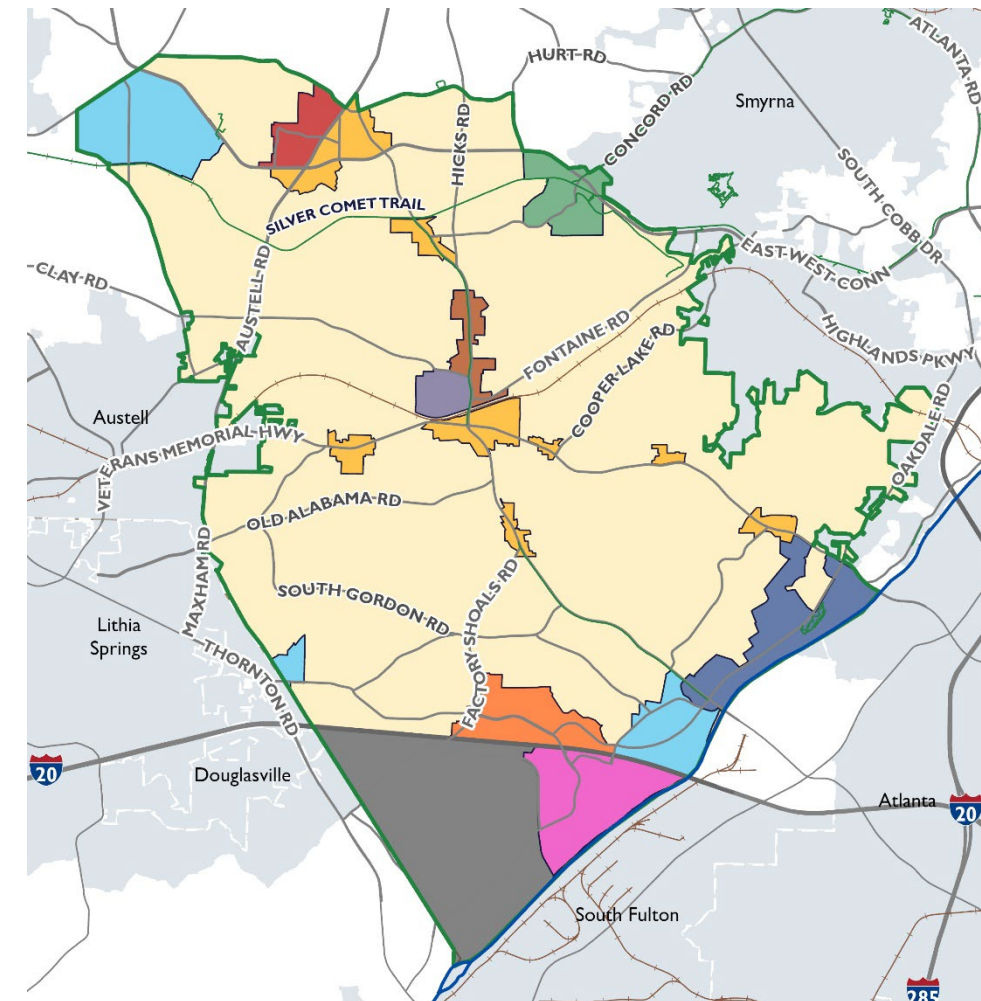 HURT RD
ATLANTA RD
CONCORD RD
Smyrna
HICKS RD
SOUTH COBB DR
SILVER COMET TRAIL
EAST-WEST CONN
CLAY RD
AUSTELL RD
HIGHLANDS PKWY
FONTAINE RD
COOPER LAKE RD
OAKDALE RD
Austell
VETERANS MEMORIAL HWY
OLD ALABAMA RD
MAXHAM RD
SOUTH GORDON RD
FACTORY SHOALS RD
Lithia
Springs
THORNTON RD
20
Douglasville
Atlanta
20
South Fulton
285